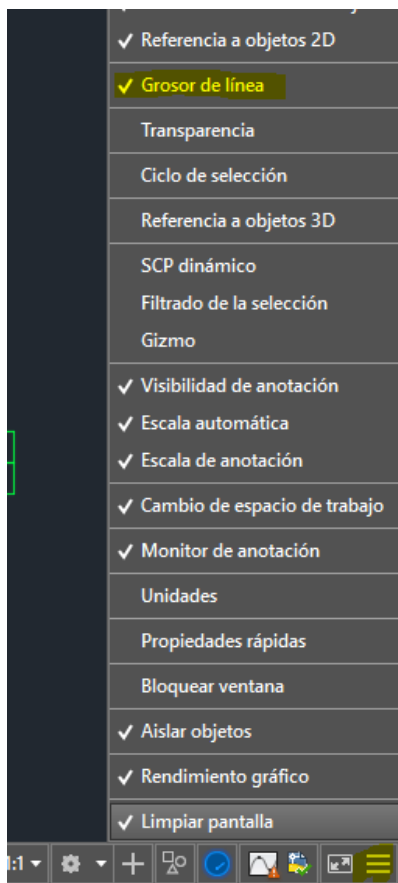 Referencia a objetos 2D
Grosor de línea
Transparencia
Ciclo de selección
Referencia a objetos 3D
SCP dinámico
Filtrado de la selección
Gizmo
Visibilidad de anotación
Escala automática
Escala de anotación
Cambio de espacio de trabajo
Monitor de anotación
Unidades
Propiedades rápidas
Bloquear ventana
Aislar objetos
Rendimiento gráfico
Limpiar pantalla
1:1